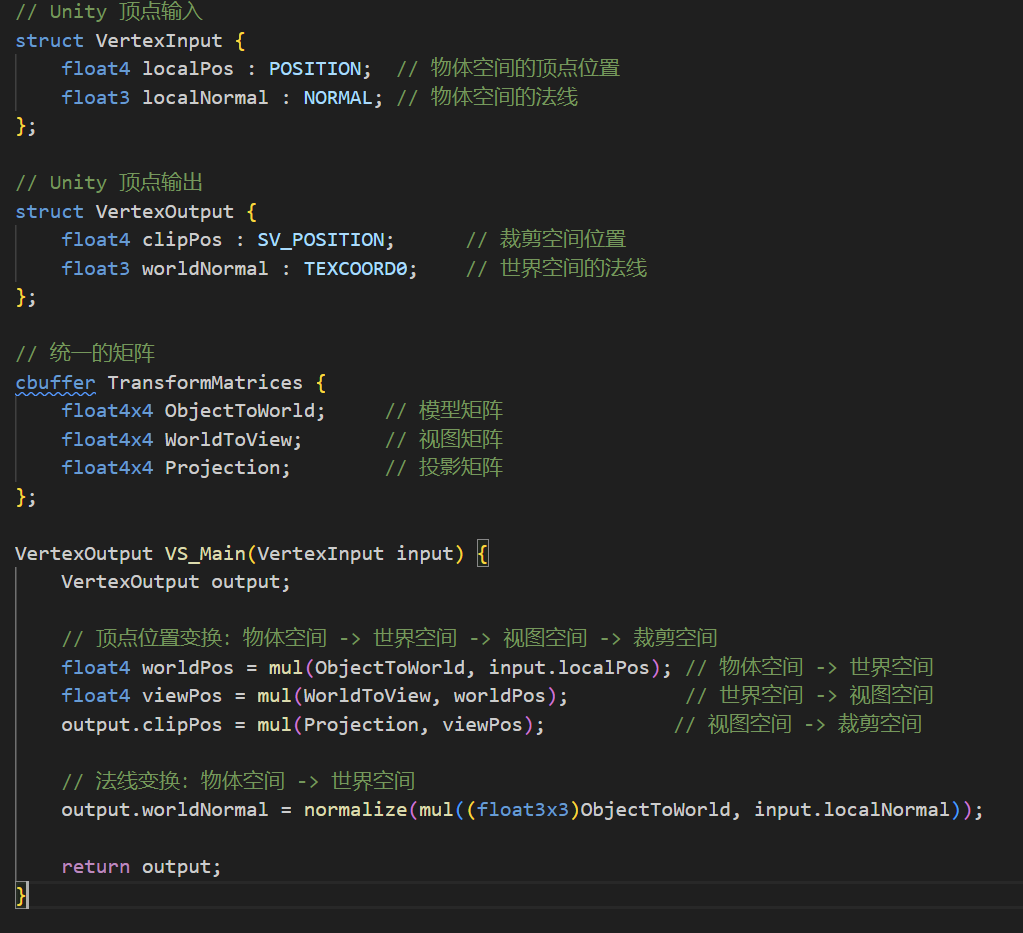 // Unity 顶点输入
struct VertexInput {
    float4 localPos : POSITION;  // 物体空间的顶点位置
    float3 localNormal : NORMAL; // 物体空间的法线
};

// Unity 顶点输出
struct VertexOutput {
    float4 clipPos : SV_POSITION;      // 裁剪空间位置
    float3 worldNormal : TEXCOORD0;    // 世界空间的法线
};

// 统一的矩阵
cbuffer TransformMatrices {
    float4x4 ObjectToWorld;     // 模型矩阵
    float4x4 WorldToView;       // 视图矩阵
    float4x4 Projection;        // 投影矩阵
};

VertexOutput VS_Main(VertexInput input) {
    VertexOutput output;

    // 顶点位置变换: 物体空间 -> 世界空间 -> 视图空间 -> 裁剪空间
    float4 worldPos = mul(ObjectToWorld, input.localPos); // 物体空间 -> 世界空间
    float4 viewPos = mul(WorldToView, worldPos);          // 世界空间 -> 视图空间
    output.clipPos = mul(Projection, viewPos);           // 视图空间 -> 裁剪空间

    // 法线变换: 物体空间 -> 世界空间
    output.worldNormal = normalize(mul((float3x3)ObjectToWorld, input.localNormal));

    return output;
}